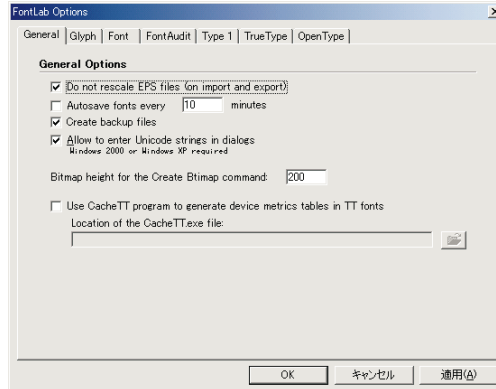 FontLab Options
General Glyph Font FontAudit Type 1 TrueType OpenType
General Options
Do not rescale EPS files (on import and export)
Autosave fonts every 10 minutes
Create backup files
Allow to enter Unicode strings in dialogs
Windows 2000 or Windows XP required
Bitmap height for the Create Btimap command: 200
Use CacheTT program to generate device metrics tables in TT fonts
Location of the CacheTT.exe file:
OK キャンセル 適用(A)